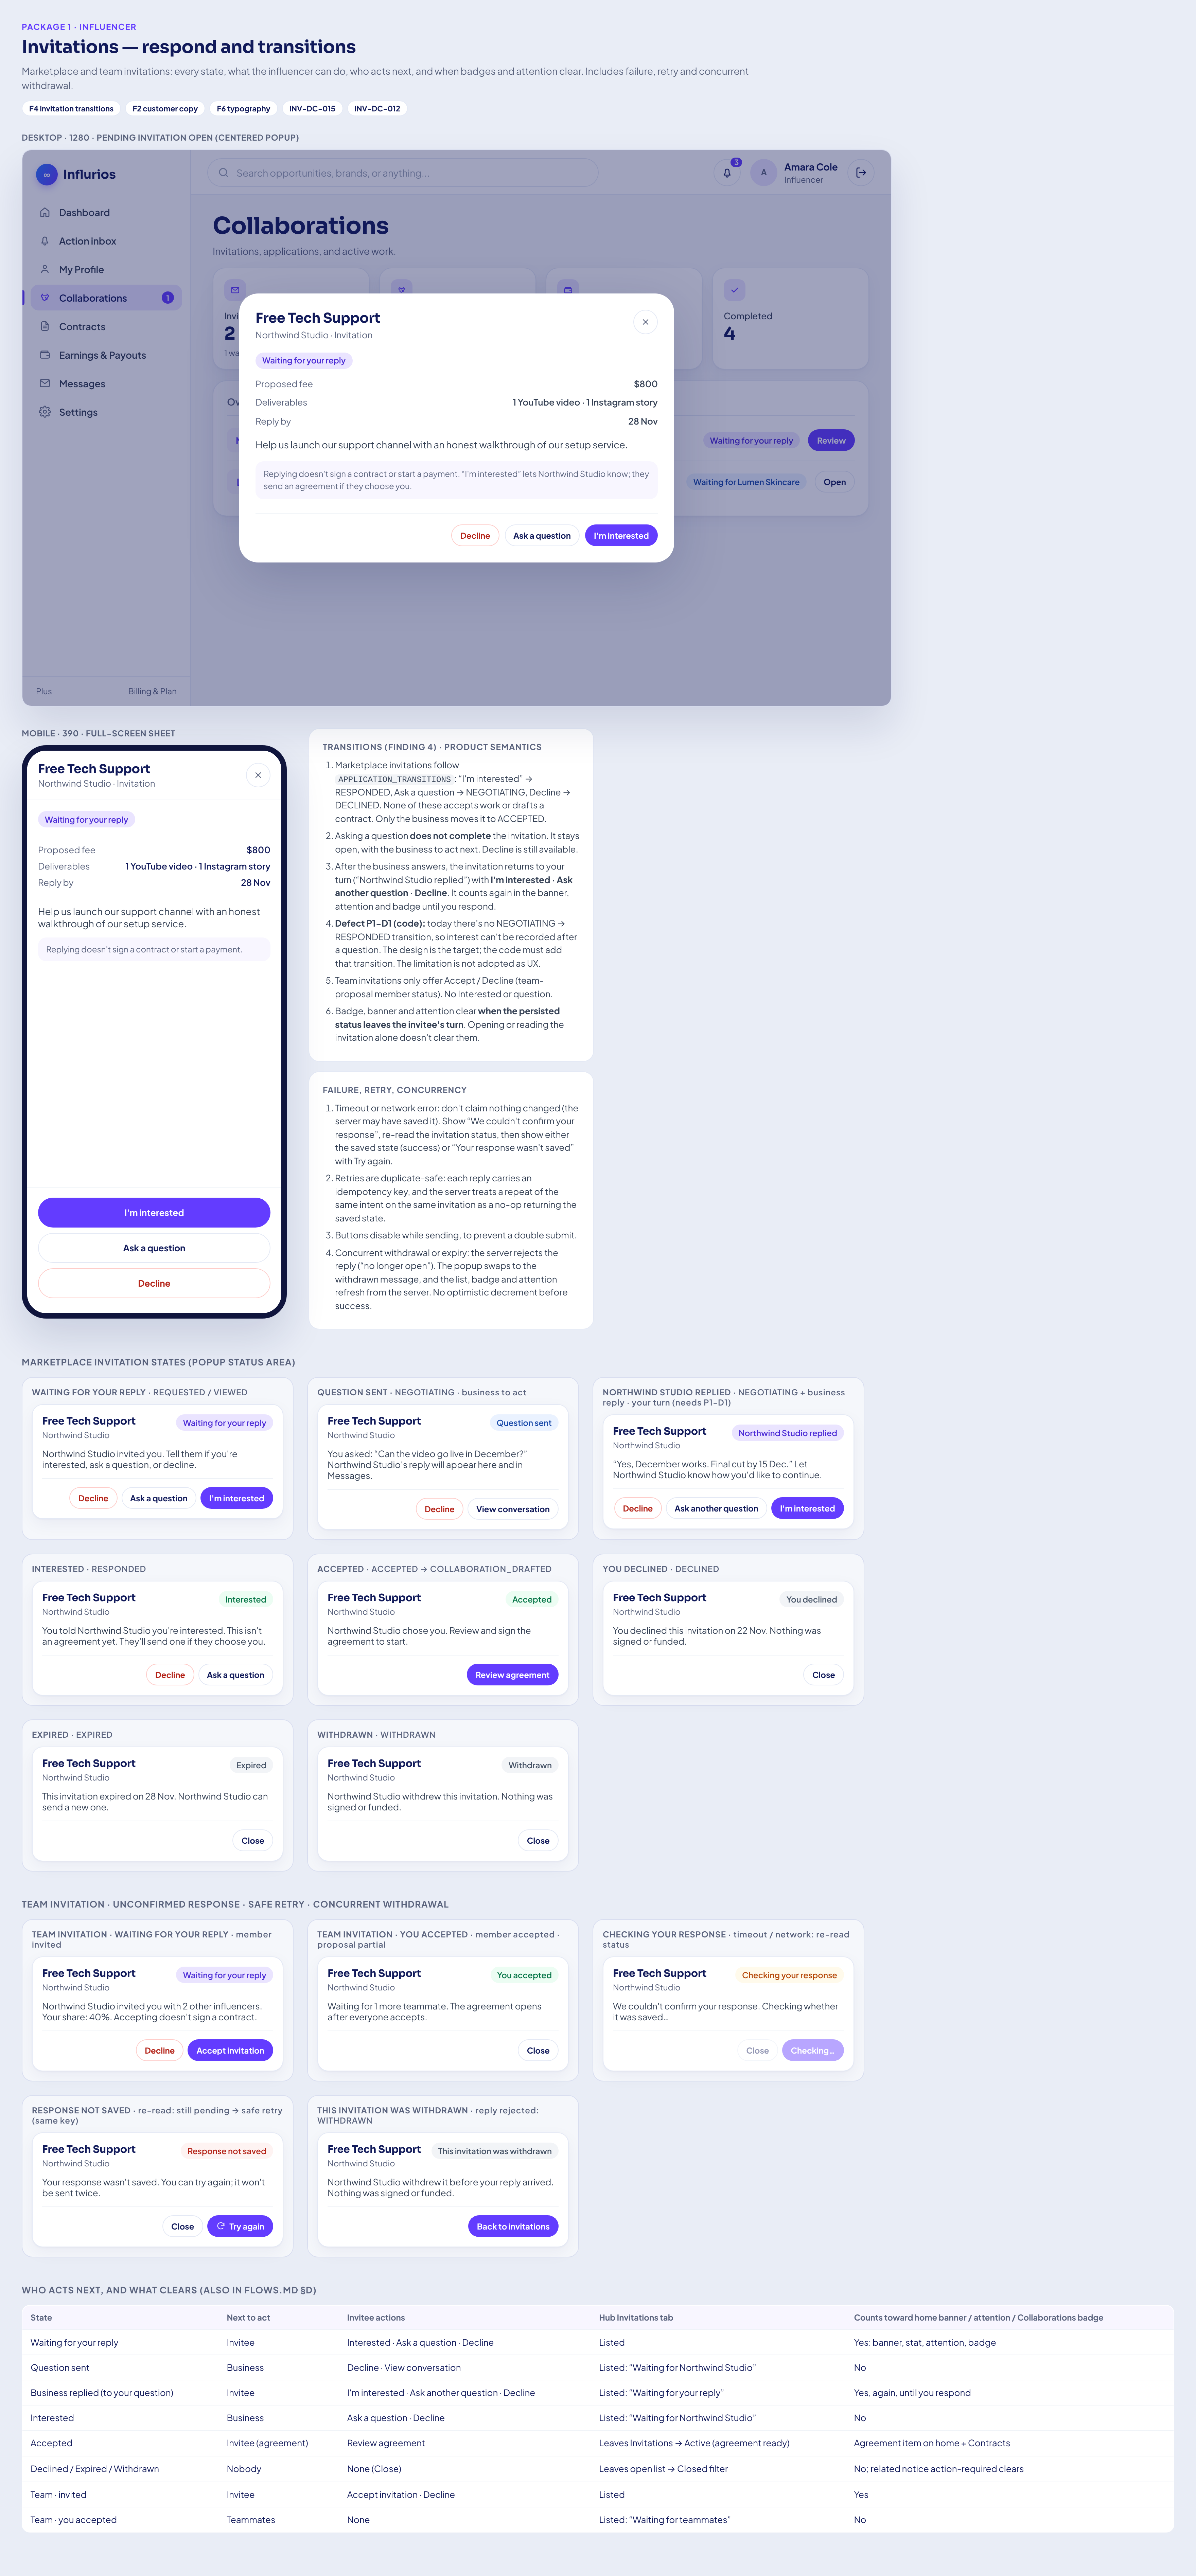 PACKAGE 1 · INFLUENCER
Invitations — respond and transitions
Marketplace and team invitations: every state, what the influencer can do, who acts next, and when badges and attention clear. Includes failure, retry and concurrent
withdrawal.
F4 invitation transitions
F2 customer copy
F6 typography
INV-DC-015
INV-DC-012
DESKTOP · 1280 · PENDING INVITATION OPEN (CENTERED POPUP)
Influrios
Search opportunities, brands, or anything...
3
A
Amara Cole
Influencer
Dashboard
Action inbox
My Profile
Collaborations
1
Contracts
Earnings & Payouts
Messages
Settings
Plus
Billing & Plan
Collaborations
Invitations, applications, and active work.
2
Completed
4
Waiting for your reply
Review
Waiting for Lumen Skincare
Open
Free Tech Support
Northwind Studio · Invitation
Waiting for your reply
Proposed fee
$800
Deliverables
1 YouTube video · 1 Instagram story
Reply by
28 Nov
Help us launch our support channel with an honest walkthrough of our setup service.
Replying doesn't sign a contract or start a payment. "I'm interested" lets Northwind Studio know; they
send an agreement if they choose you.
Decline
Ask a question
I'm interested
MOBILE · 390 · FULL-SCREEN SHEET
Free Tech Support
Northwind Studio · Invitation
Waiting for your reply
Proposed fee
$800
Deliverables
1 YouTube video · 1 Instagram story
Reply by
28 Nov
Help us launch our support channel with an honest
walkthrough of our setup service.
Replying doesn't sign a contract or start a payment.
I'm interested
Ask a question
Decline
TRANSITIONS (FINDING 4) · PRODUCT SEMANTICS
1. Marketplace invitations follow
APPLICATION_TRANSITIONS : "I'm interested" →
RESPONDED, Ask a question → NEGOTIATING, Decline →
DECLINED. None of these accepts work or drafts a
contract. Only the business moves it to ACCEPTED.
2. Asking a question does not complete the invitation. It stays
open, with the business to act next. Decline is still available.
3. After the business answers, the invitation returns to your
turn ("Northwind Studio replied") with I'm interested · Ask
another question · Decline. It counts again in the banner,
attention and badge until you respond.
4. Defect P1-D1 (code): today there's no NEGOTIATING →
RESPONDED transition, so interest can't be recorded after
a question. The design is the target; the code must add
that transition. The limitation is not adopted as UX.
5. Team invitations only offer Accept / Decline (team-
proposal member status). No Interested or question.
6. Badge, banner and attention clear when the persisted
status leaves the invitee's turn. Opening or reading the
invitation alone doesn't clear them.
FAILURE, RETRY, CONCURRENCY
1. Timeout or network error: don't claim nothing changed (the
server may have saved it). Show "We couldn't confirm your
response", re-read the invitation status, then show either
the saved state (success) or "Your response wasn't saved"
with Try again.
2. Retries are duplicate-safe: each reply carries an
idempotency key, and the server treats a repeat of the
same intent on the same invitation as a no-op returning the
saved state.
3. Buttons disable while sending, to prevent a double submit.
4. Concurrent withdrawal or expiry: the server rejects the
reply ("no longer open"). The popup swaps to the
withdrawn message, and the list, badge and attention
refresh from the server. No optimistic decrement before
success.
MARKETPLACE INVITATION STATES (POPUP STATUS AREA)
WAITING FOR YOUR REPLY · REQUESTED / VIEWED
Free Tech Support
Waiting for your reply
Northwind Studio
Northwind Studio invited you. Tell them if you're
interested, ask a question, or decline.
Decline
Ask a question
I'm interested
QUESTION SENT · NEGOTIATING · business to act
Free Tech Support
Question sent
Northwind Studio
You asked: "Can the video go live in December?"
Northwind Studio's reply will appear here and in
Messages.
Decline
View conversation
NORTHWIND STUDIO REPLIED · NEGOTIATING + business
reply · your turn (needs P1-D1)
Free Tech Support
Northwind Studio replied
Northwind Studio
"Yes, December works. Final cut by 15 Dec." Let
Northwind Studio know how you'd like to continue.
Decline
Ask another question
I'm interested
INTERESTED · RESPONDED
Free Tech Support
Interested
Northwind Studio
You told Northwind Studio you're interested. This isn't
an agreement yet. They'll send one if they choose you.
Decline
Ask a question
ACCEPTED · ACCEPTED → COLLABORATION_DRAFTED
Free Tech Support
Accepted
Northwind Studio
Northwind Studio chose you. Review and sign the
agreement to start.
Review agreement
YOU DECLINED · DECLINED
Free Tech Support
You declined
Northwind Studio
You declined this invitation on 22 Nov. Nothing was
signed or funded.
Close
EXPIRED · EXPIRED
Free Tech Support
Expired
Northwind Studio
This invitation expired on 28 Nov. Northwind Studio can
send a new one.
Close
WITHDRAWN · WITHDRAWN
Free Tech Support
Withdrawn
Northwind Studio
Northwind Studio withdrew this invitation. Nothing was
signed or funded.
Close
TEAM INVITATION · UNCONFIRMED RESPONSE · SAFE RETRY · CONCURRENT WITHDRAWAL
TEAM INVITATION · WAITING FOR YOUR REPLY · member
invited
Free Tech Support
Waiting for your reply
Northwind Studio
Northwind Studio invited you with 2 other influencers.
Your share: 40%. Accepting doesn't sign a contract.
Decline
Accept invitation
TEAM INVITATION · YOU ACCEPTED · member accepted ·
proposal partial
Free Tech Support
You accepted
Northwind Studio
Waiting for 1 more teammate. The agreement opens
after everyone accepts.
Close
CHECKING YOUR RESPONSE · timeout / network: re-read
status
Free Tech Support
Checking your response
Northwind Studio
We couldn't confirm your response. Checking whether
it was saved…
Close
Checking…
RESPONSE NOT SAVED · re-read: still pending → safe retry
(same key)
Free Tech Support
Response not saved
Northwind Studio
Your response wasn't saved. You can try again; it won't
be sent twice.
Close
Try again
THIS INVITATION WAS WITHDRAWN · reply rejected:
WITHDRAWN
Free Tech Support
This invitation was withdrawn
Northwind Studio
Northwind Studio withdrew it before your reply arrived.
Nothing was signed or funded.
Back to invitations
WHO ACTS NEXT, AND WHAT CLEARS (ALSO IN FLOWS.MD §D)
State Next to act Invitee actions Hub Invitations tab Counts toward home banner / attention / Collaborations badge
Waiting for your reply Invitee Interested · Ask a question · Decline Listed Yes: banner, stat, attention, badge
Question sent Business Decline · View conversation Listed: "Waiting for Northwind Studio" No
Business replied (to your question) Invitee I'm interested · Ask another question · Decline Listed: "Waiting for your reply" Yes, again, until you respond
Interested Business Ask a question · Decline Listed: "Waiting for Northwind Studio" No
Accepted Invitee (agreement) Review agreement Leaves Invitations → Active (agreement ready) Agreement item on home + Contracts
Declined / Expired / Withdrawn Nobody None (Close) Leaves open list → Closed filter No; related notice action-required clears
Team · invited Invitee Accept invitation · Decline Listed Yes
Team · you accepted Teammates None Listed: "Waiting for teammates" No